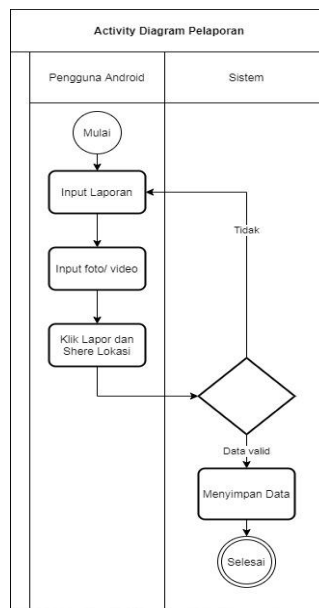 Activity Diagram Pelaporan
Pengguna Android
Sistem
Mulai
Input Laporan
Tidak
Input foto/ video
Klik Lapor dan
Shere Lokasi
Data valid
Menyimpan Data
Selesai